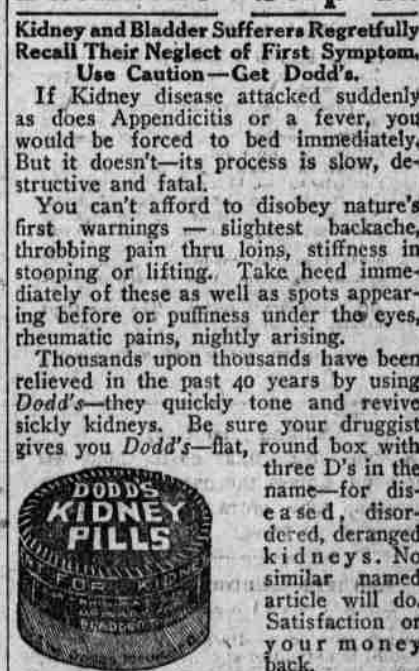 Kidney and Bladder Sufferers Regretfully
Recall Their Neglect of First Symptom.
Use Caution—Get Dodd's.
If Kidney disease attacked suddenly
as does Appendicitis or a fever, you
would be forced to bed immediately.
But it doesn't—its process is slow, de-
structive and fatal.
You can't afford to disobey nature's
first warnings — slightest backache,
throbbing pain thru loins, stiffness in
stooping or lifting. Take heed imme-
diately of these as well as spots appear-
ing before or puffiness under the eyes,
rheumatic pains, nightly arising.
Thousands upon thousands have been
relieved in the past 40 years by using
Dodd's—they quickly tone and revive
sickly kidneys. Be sure your druggist
gives you Dodd's—flat, round box with
three D's in the
name—for dis-
eased, disor-
dered, deranged
kidneys. No
similar named
article will do.
Satisfaction or
your money
back.
DODDS
KIDNEY
PILLS
FOR KIDNE